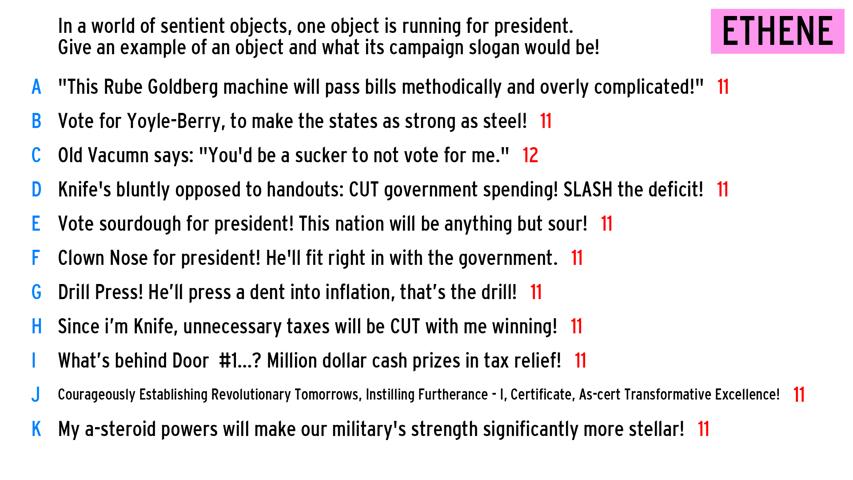 In a world of sentient objects, one object is running for president.
Give an example of an object and what its campaign slogan would be!
ETHENE
A "This Rube Goldberg machine will pass bills methodically and overly complicated!" 11
B Vote for Yoyle-Berry, to make the states as strong as steel! 11
C Old Vacumn says: "You'd be a sucker to not vote for me." 12
D Knife's bluntly opposed to handouts: CUT government spending! SLASH the deficit! 11
E Vote sourdough for president! This nation will be anything but sour! 11
F Clown Nose for president! He'll fit right in with the government. 11
G Drill Press! He’ll press a dent into inflation, that’s the drill! 11
H Since i’m Knife, unnecessary taxes will be CUT with me winning! 11
I What’s behind Door #1...? Million dollar cash prizes in tax relief! 11
J Courageously Establishing Revolutionary Tomorrows, Instilling Furtherance - I, Certificate, As-cert Transformative Excellence! 11
K My a-steroid powers will make our military's strength significantly more stellar! 11